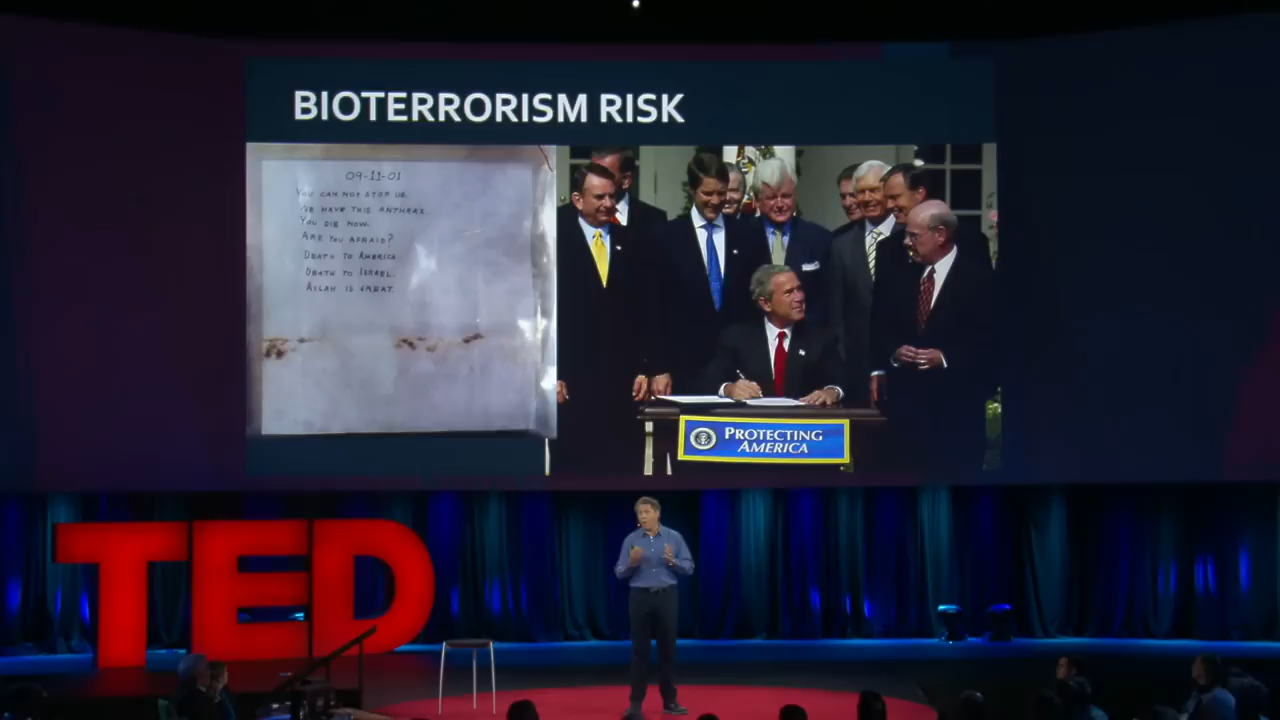 BIOTERRORISM RISK
09-11-01
YOU CAN NOT STOP US.
WE HAVE THIS ANTHRAX.
YOU DIE NOW.
ARE YOU AFRAID?
DEATH TO AMERICA.
DEATH TO ISRAEL.
ALLAH IS GREAT.
PROTECTING
AMERICA
TED